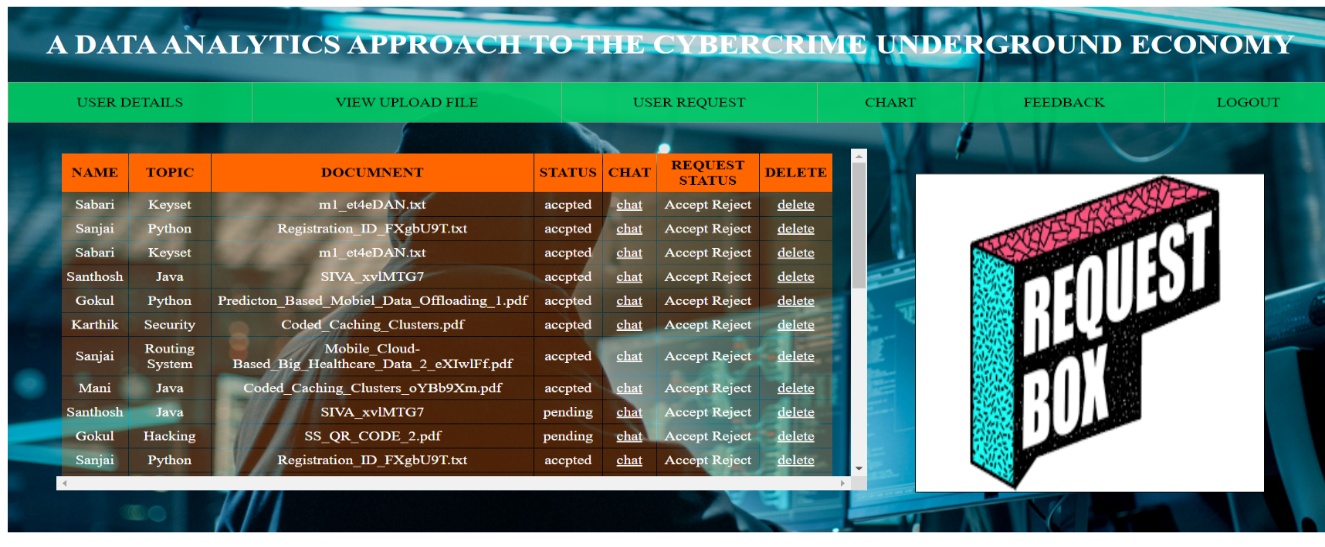 A DATA ANALYTICS APPROACH TO THE CYBERCRIME UNDERGROUND ECONOMY
USER DETAILS VIEW UPLOAD FILE USER REQUEST CHART FEEDBACK LOGOUT
NAME TOPIC DOCUMNENT STATUS CHAT REQUEST STATUS DELETE
Sabari Keyset m1_et4eDAN.txt accpted chat Accept Reject delete
Sanjai Python Registration_ID_FXgbU9T.txt accpted chat Accept Reject delete
Sabari Keyset m1_et4eDAN.txt accpted chat Accept Reject delete
Santhosh Java SIVA_xvlMTG7 accpted chat Accept Reject delete
Gokul Python Predicton_Based_Mobiel_Data_Offloading_1.pdf accpted chat Accept Reject delete
Karthik Security Coded_Caching_Clusters.pdf accpted chat Accept Reject delete
Sanjai Routing System Mobile_Cloud-Based_Big_Healthcare_Data_2_eXIwlFf.pdf accpted chat Accept Reject delete
Mani Java Coded_Caching_Clusters_oYBb9Xm.pdf accpted chat Accept Reject delete
Santhosh Java SIVA_xvlMTG7 pending chat Accept Reject delete
Gokul Hacking SS_QR_CODE_2.pdf pending chat Accept Reject delete
Sanjai Python Registration_ID_FXgbU9T.txt accpted chat Accept Reject delete
REQUEST
BOX